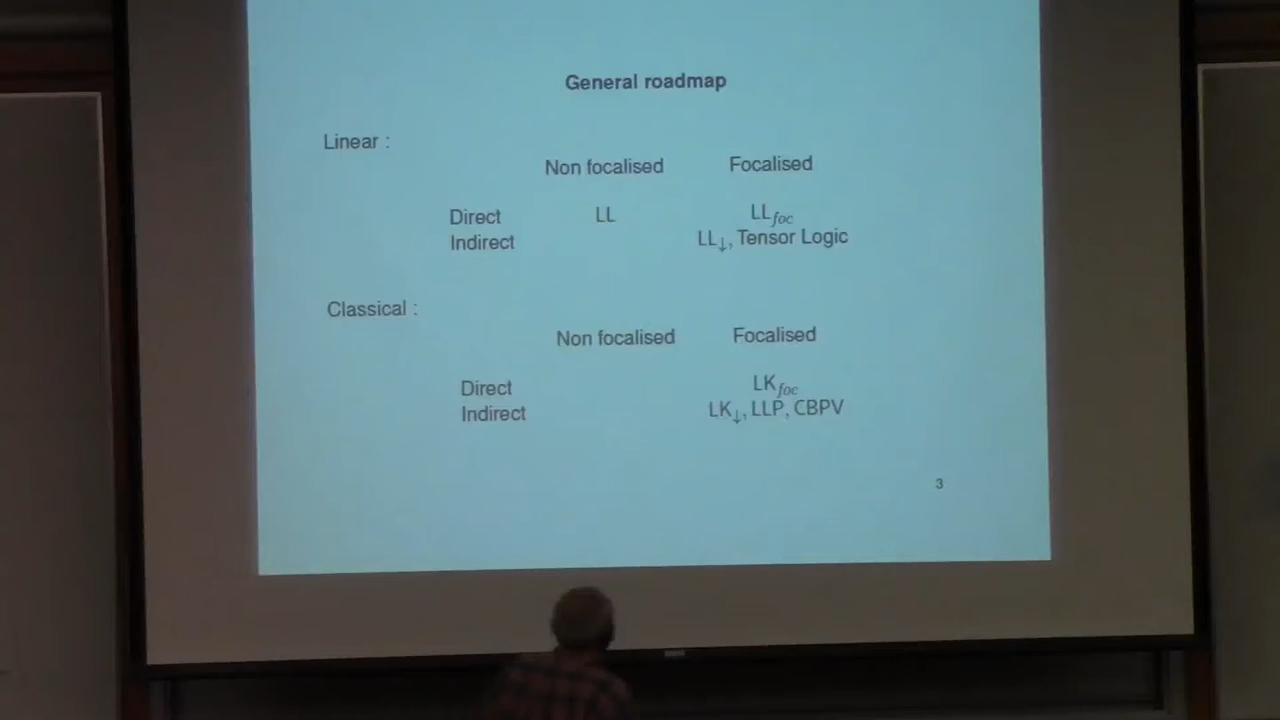 General roadmap
Linear :
Non focalised Focalised
Direct LL LL_foc
Indirect LL↓, Tensor Logic
Classical :
Non focalised Focalised
Direct LK_foc
Indirect LK↓, LLP, CBPV
3